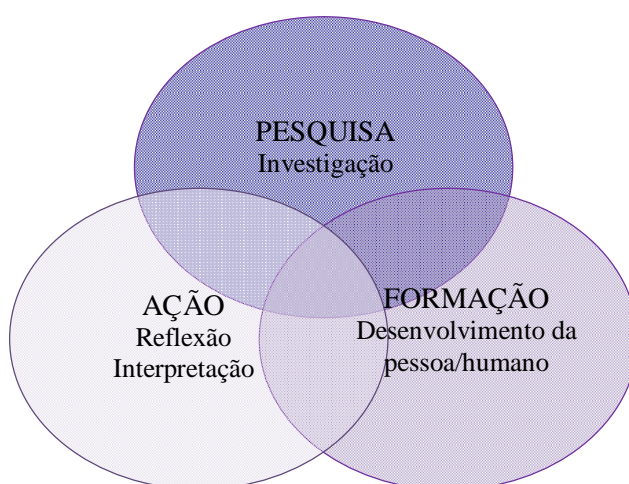 PESQUISA
Investigação
AÇÃO
Reflexão
Interpretação
FORMAÇÃO
Desenvolvimento da
pessoa/humano